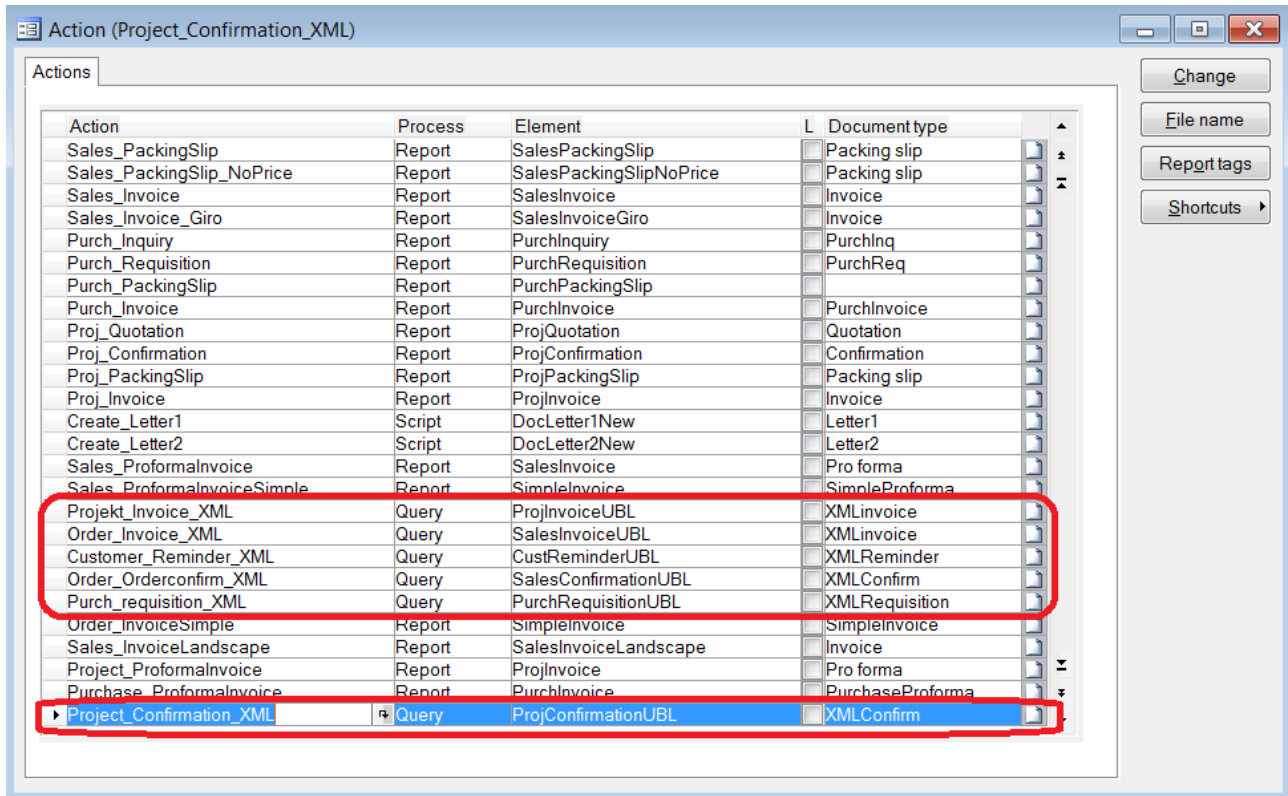 Action (Project_Confirmation_XML)
Actions
Change
File name
Report tags
Shortcuts
Action Process Element L Document type
Sales_PackingSlip Report SalesPackingSlip Packing slip
Sales_PackingSlip_NoPrice Report SalesPackingSlipNoPrice Packing slip
Sales_Invoice Report SalesInvoice Invoice
Sales_Invoice_Giro Report SalesInvoiceGiro Invoice
Purch_Inquiry Report PurchInquiry PurchInq
Purch_Requisition Report PurchRequisition PurchReq
Purch_PackingSlip Report PurchPackingSlip
Purch_Invoice Report PurchInvoice PurchInvoice
Proj_Quotation Report ProjQuotation Quotation
Proj_Confirmation Report ProjConfirmation Confirmation
Proj_PackingSlip Report ProjPackingSlip Packing slip
Proj_Invoice Report ProjInvoice Invoice
Create_Letter1 Script DocLetter1New Letter1
Create_Letter2 Script DocLetter2New Letter2
Sales_ProformaInvoice Report SalesInvoice Pro forma
Sales_ProformaInvoiceSimple Report SimpleInvoice SimpleProforma
Projekt_Invoice_XML Query ProjInvoiceUBL XMLinvoice
Order_Invoice_XML Query SalesInvoiceUBL XMLinvoice
Customer_Reminder_XML Query CustReminderUBL XMLReminder
Order_Orderconfirm_XML Query SalesConfirmationUBL XMLConfirm
Purch_requisition_XML Query PurchRequisitionUBL XMLRequisition
Order_InvoiceSimple Report SimpleInvoice SimpleInvoice
Sales_InvoiceLandscape Report SalesInvoiceLandscape Invoice
Project_ProformaInvoice Report ProjInvoice Pro forma
Purchase_ProformaInvoice Report PurchInvoice PurchaseProforma
Project_Confirmation_XML Query ProjConfirmationUBL XMLConfirm